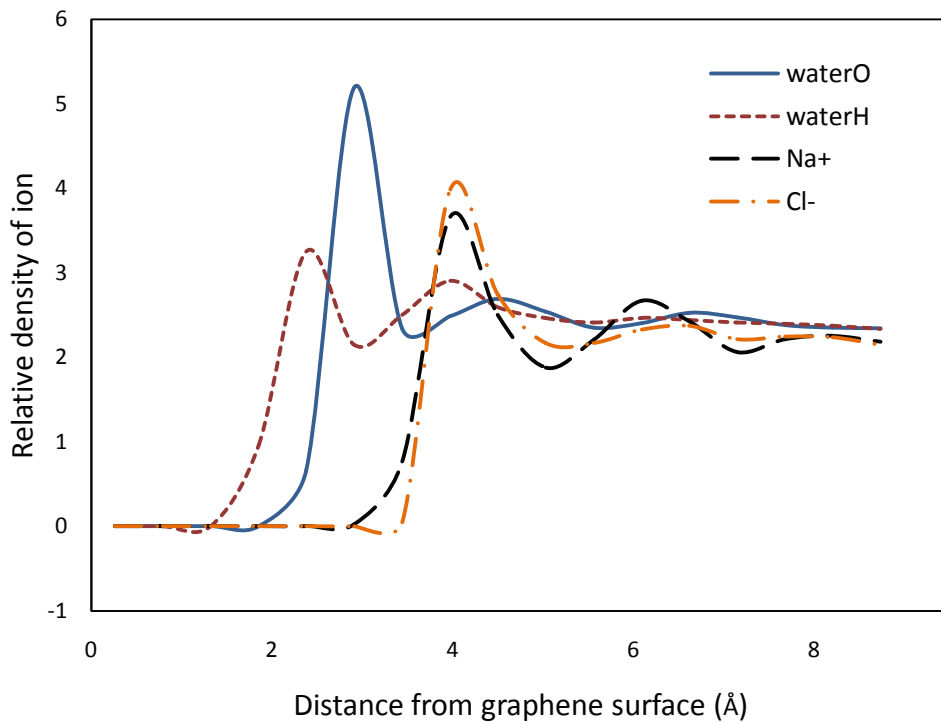 6
5
4
3
2
1
0
-1
0 2 4 6 8
Relative density of ion
Distance from graphene surface (Å)
waterO
waterH
Na+
Cl-